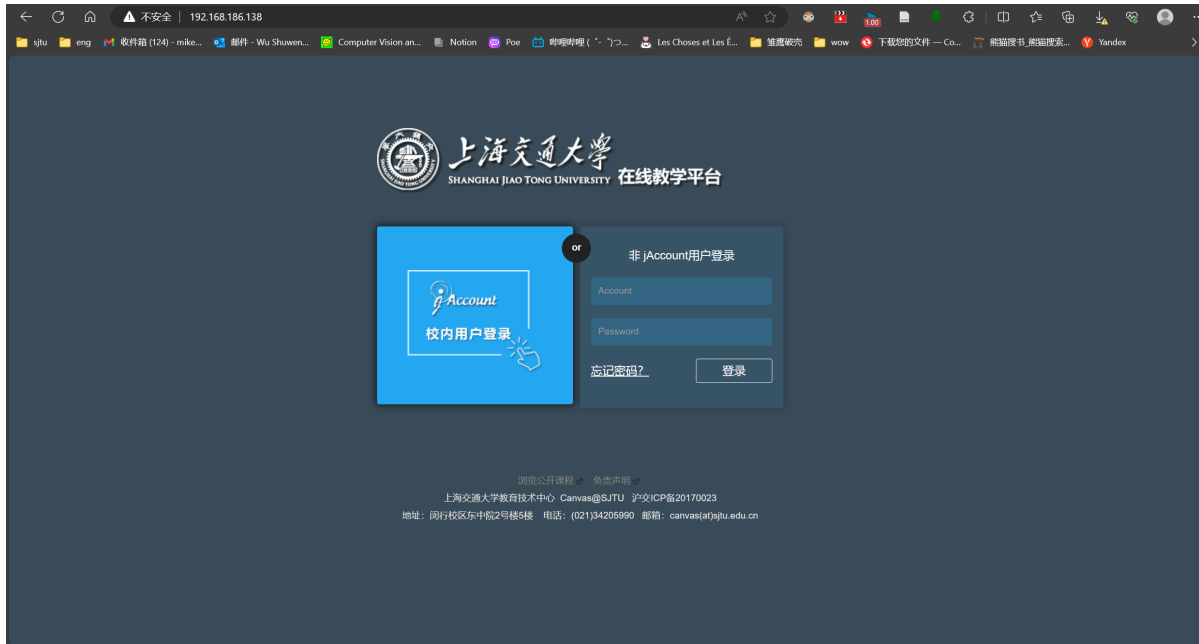 不安全 | 192.168.186.138
1.00
sjtu eng 收件箱 (124) - mike... 邮件 - Wu Shuwen... Computer Vision an... Notion Poe 哔哩哔哩 ( ゜- ゜)つ... Les Choses et Les É... 雏鹰破壳 wow 下载您的文件 — Co... 熊猫搜书_熊猫搜索... Yandex
上海交通大学
SHANGHAI JIAO TONG UNIVERSITY 在线教学平台
or
非 jAccount用户登录
jAccount
校内用户登录
Account
Password
忘记密码? 登录
浏览公开课程 免责声明
上海交通大学教育技术中心 Canvas@SJTU 沪交ICP备20170023
地址：闵行校区东中院2号楼5楼 电话：(021)34205990 邮箱：canvas(at)sjtu.edu.cn